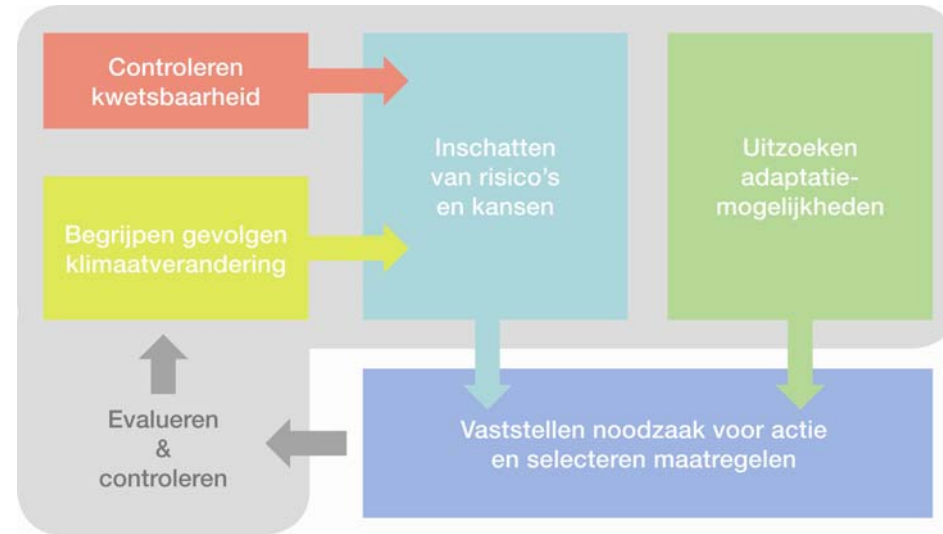 Controleren
kwetsbaarheid
Inschatten
van risico's
en kansen
Uitzoeken
adaptatie-
mogelijkheden
Begrijpen gevolgen
klimaatverandering
Evalueren
&
controleren
Vaststellen noodzaak voor actie
en selecteren maatregelen